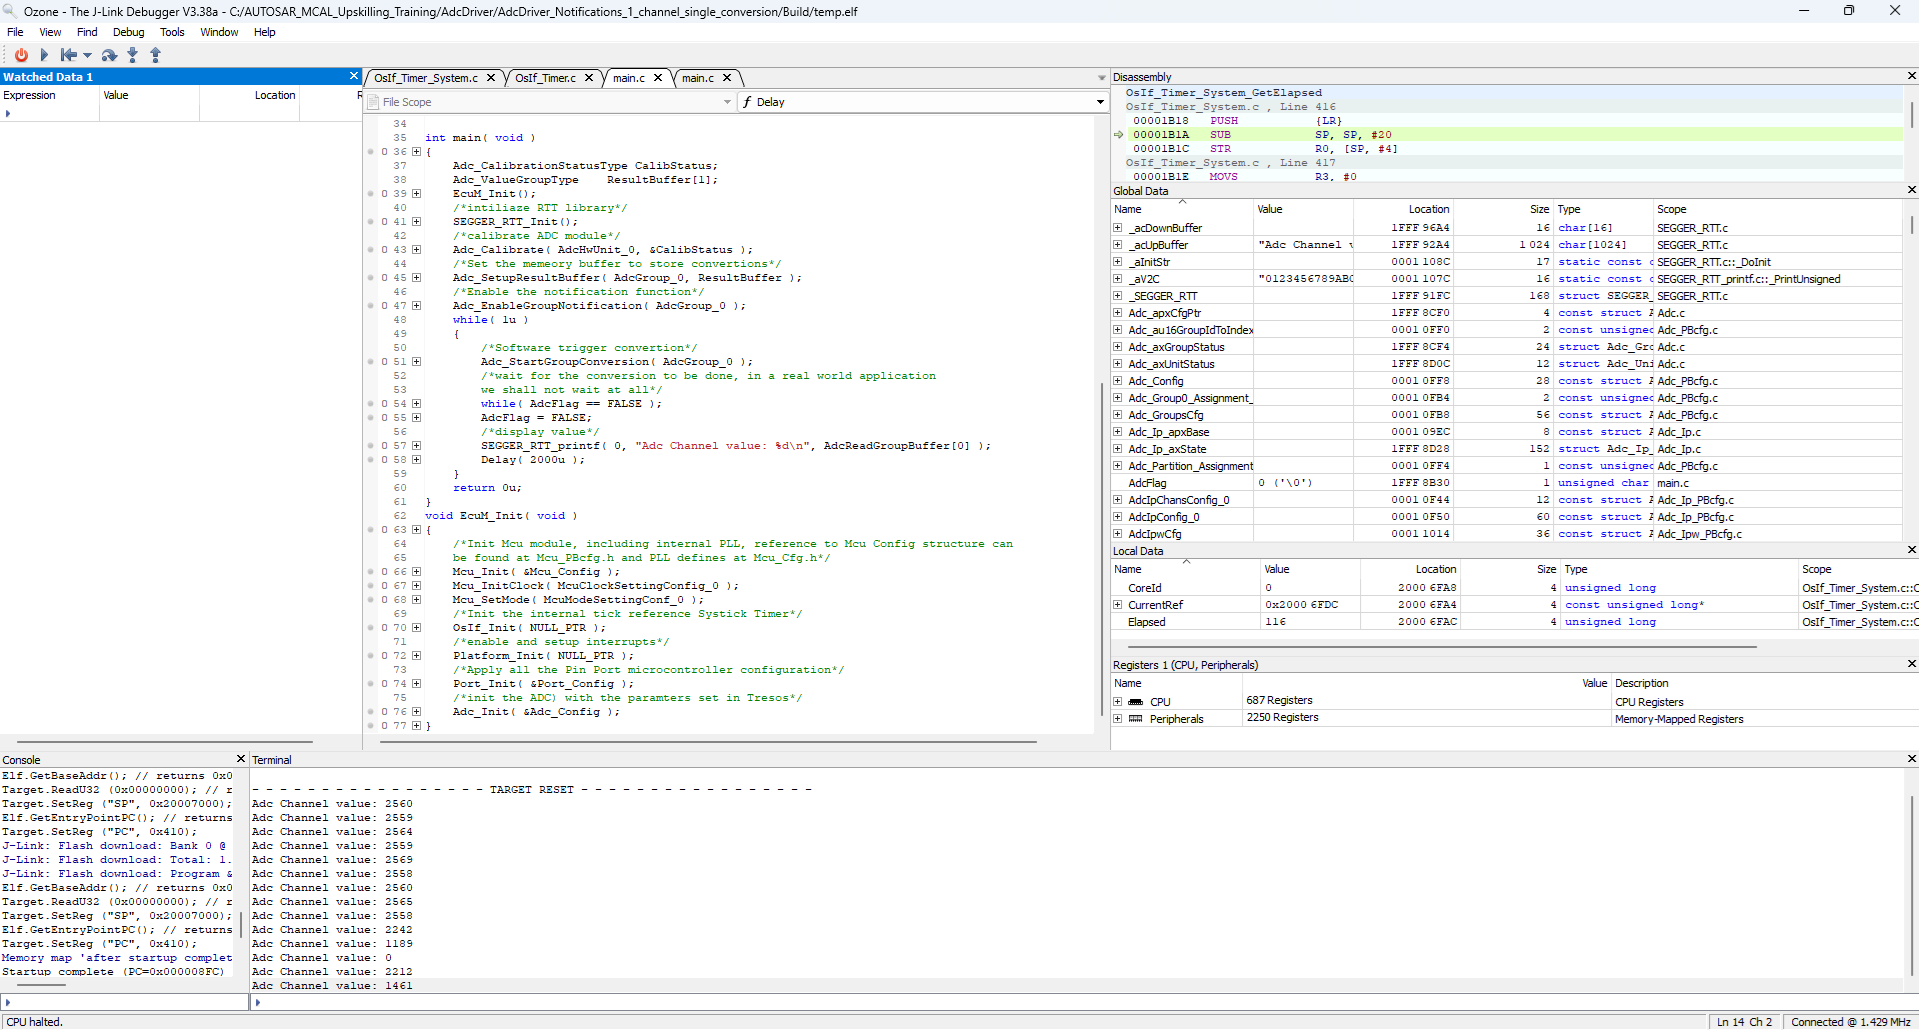 Ozone - The J-Link Debugger V3.38a - C:/AUTOSAR_MCAL_Upskilling_Training/AdcDriver/AdcDriver_Notifications_1_channel_single_conversion/Build/temp.elf
File View Find Debug Tools Window Help
Watched Data 1
Expression Value Location R
OsIf_Timer_System.c OsIf_Timer.c main.c main.c
File Scope Delay
34
35 int main( void )
36 {
37 Adc_CalibrationStatusType CalibStatus;
38 Adc_ValueGroupType ResultBuffer[1];
39 EcuM_Init();
40 /*intiliaze RTT library*/
41 SEGGER_RTT_Init();
42 /*calibrate ADC module*/
43 Adc_Calibrate( AdcHwUnit_0, &CalibStatus );
44 /*Set the memeory buffer to store convertions*/
45 Adc_SetupResultBuffer( AdcGroup_0, ResultBuffer );
46 /*Enable the notification function*/
47 Adc_EnableGroupNotification( AdcGroup_0 );
48 while( 1u )
49 {
50 /*Software trigger convertion*/
51 Adc_StartGroupConversion( AdcGroup_0 );
52 /*wait for the conversion to be done, in a real world application
53 we shall not wait at all*/
54 while( AdcFlag == FALSE );
55 AdcFlag = FALSE;
56 /*display value*/
57 SEGGER_RTT_printf( 0, "Adc Channel value: %d\n", AdcReadGroupBuffer[0] );
58 Delay( 2000u );
59 }
60 return 0u;
61 }
62 void EcuM_Init( void )
63 {
64 /*Init Mcu module, including internal PLL, reference to Mcu Config structure can
65 be found at Mcu_PBcfg.h and PLL defines at Mcu_Cfg.h*/
66 Mcu_Init( &Mcu_Config );
67 Mcu_InitClock( McuClockSettingConfig_0 );
68 Mcu_SetMode( McuModeSettingConf_0 );
69 /*Init the internal tick reference Systick Timer*/
70 OsIf_Init( NULL_PTR );
71 /*enable and setup interrupts*/
72 Platform_Init( NULL_PTR );
73 /*Apply all the Pin Port microcontroller configuration*/
74 Port_Init( &Port_Config );
75 /*init the ADC) with the paramters set in Tresos*/
76 Adc_Init( &Adc_Config );
77 }
Disassembly
OsIf_Timer_System_GetElapsed
OsIf_Timer_System.c , Line 416
00001B18 PUSH {LR}
00001B1A SUB SP, SP, #20
00001B1C STR R0, [SP, #4]
OsIf_Timer_System.c , Line 417
00001B1E MOVS R3, #0
Global Data
Name Value Location Size Type Scope
_acDownBuffer 1FFF 96A4 16 char[16] SEGGER_RTT.c
_acUpBuffer "Adc Channel v 1FFF 92A4 1 024 char[1024] SEGGER_RTT.c
_aInitStr 0001 108C 17 static const c SEGGER_RTT.c::_DoInit
_aV2C "0123456789ABC 0001 107C 16 static const c SEGGER_RTT_printf.c::_PrintUnsigned
_SEGGER_RTT 1FFF 91FC 168 struct SEGGER_ SEGGER_RTT.c
Adc_apxCfgPtr 1FFF 8CF0 4 const struct A Adc.c
Adc_au16GroupIdToIndex 0001 0FF0 2 const unsigned Adc_PBcfg.c
Adc_axGroupStatus 1FFF 8CF4 24 struct Adc_Gro Adc.c
Adc_axUnitStatus 1FFF 8D0C 12 struct Adc_Uni Adc.c
Adc_Config 0001 0FF8 28 const struct A Adc_PBcfg.c
Adc_Group0_Assignment_ 0001 0FB4 2 const unsigned Adc_PBcfg.c
Adc_GroupsCfg 0001 0FB8 56 const struct A Adc_PBcfg.c
Adc_Ip_apxBase 0001 09EC 8 const struct A Adc_Ip.c
Adc_Ip_axState 1FFF 8D28 152 struct Adc_Ip_ Adc_Ip.c
Adc_Partition_Assignment 0001 0FF4 1 const unsigned Adc_PBcfg.c
AdcFlag 0 ('\0') 1FFF 8B30 1 unsigned char main.c
AdcIpChansConfig_0 0001 0F44 12 const struct A Adc_Ip_PBcfg.c
AdcIpConfig_0 0001 0F50 60 const struct A Adc_Ip_PBcfg.c
AdcIpwCfg 0001 1014 36 const struct A Adc_Ipw_PBcfg.c
Local Data
Name Value Location Size Type Scope
CoreId 0 2000 6FA8 4 unsigned long OsIf_Timer_System.c::O
CurrentRef 0x2000 6FDC 2000 6FA4 4 const unsigned long* OsIf_Timer_System.c::O
Elapsed 116 2000 6FAC 4 unsigned long OsIf_Timer_System.c::O
Registers 1 (CPU, Peripherals)
Name Value Description
CPU 687 Registers CPU Registers
Peripherals 2250 Registers Memory-Mapped Registers
Console
Elf.GetBaseAddr(); // returns 0x0
Target.ReadU32 (0x00000000); // r
Target.SetReg ("SP", 0x20007000);
Elf.GetEntryPointPC(); // returns
Target.SetReg ("PC", 0x410);
J-Link: Flash download: Bank 0 @
J-Link: Flash download: Total: 1.
J-Link: Flash download: Program &
Elf.GetBaseAddr(); // returns 0x0
Target.ReadU32 (0x00000000); // r
Target.SetReg ("SP", 0x20007000);
Elf.GetEntryPointPC(); // returns
Target.SetReg ("PC", 0x410);
Memory map 'after startup complet
Startup complete (PC=0x000008FC)
Terminal
- - - - - - - - - - - - - - - - - TARGET RESET - - - - - - - - - - - - - - - - -
Adc Channel value: 2560
Adc Channel value: 2559
Adc Channel value: 2564
Adc Channel value: 2559
Adc Channel value: 2569
Adc Channel value: 2558
Adc Channel value: 2560
Adc Channel value: 2565
Adc Channel value: 2558
Adc Channel value: 2242
Adc Channel value: 1189
Adc Channel value: 0
Adc Channel value: 2212
Adc Channel value: 1461
CPU halted. Ln 14 Ch 2 Connected @ 1.429 MHz